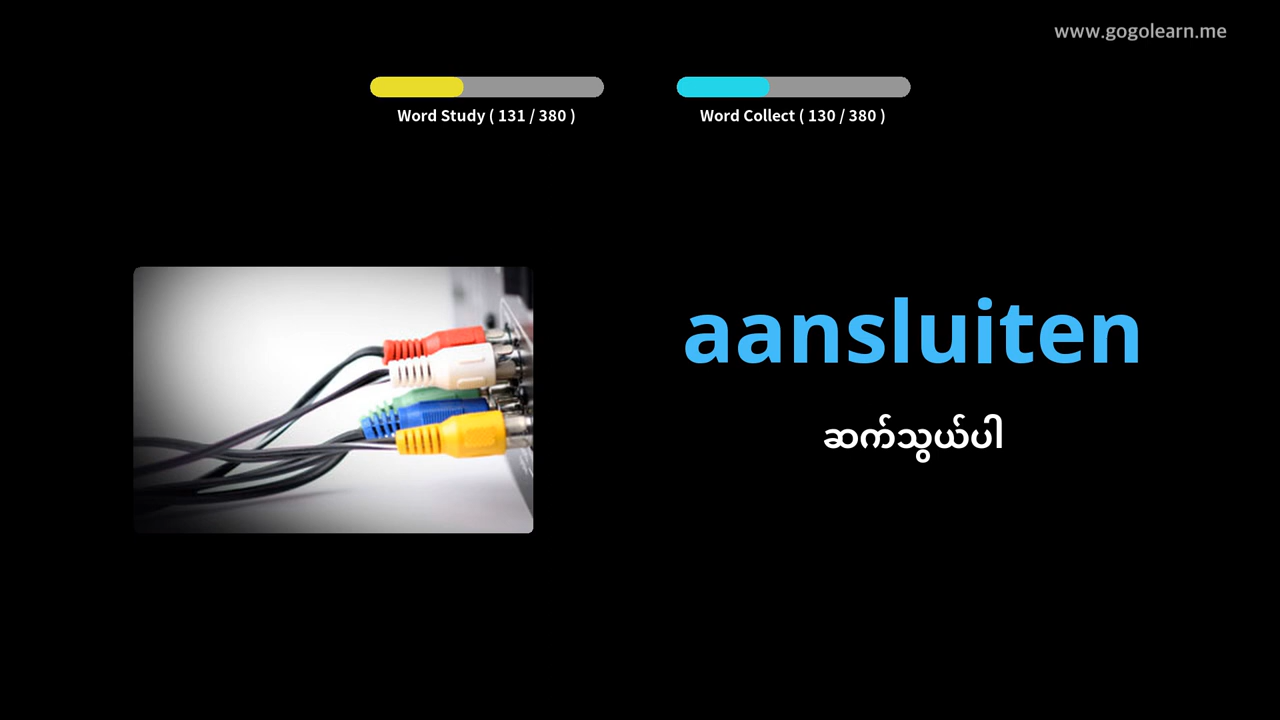 www.gogolearn.me
Word Study ( 131 / 380 )
Word Collect ( 130 / 380 )
aansluiten
ဆက်သွယ်ပါ